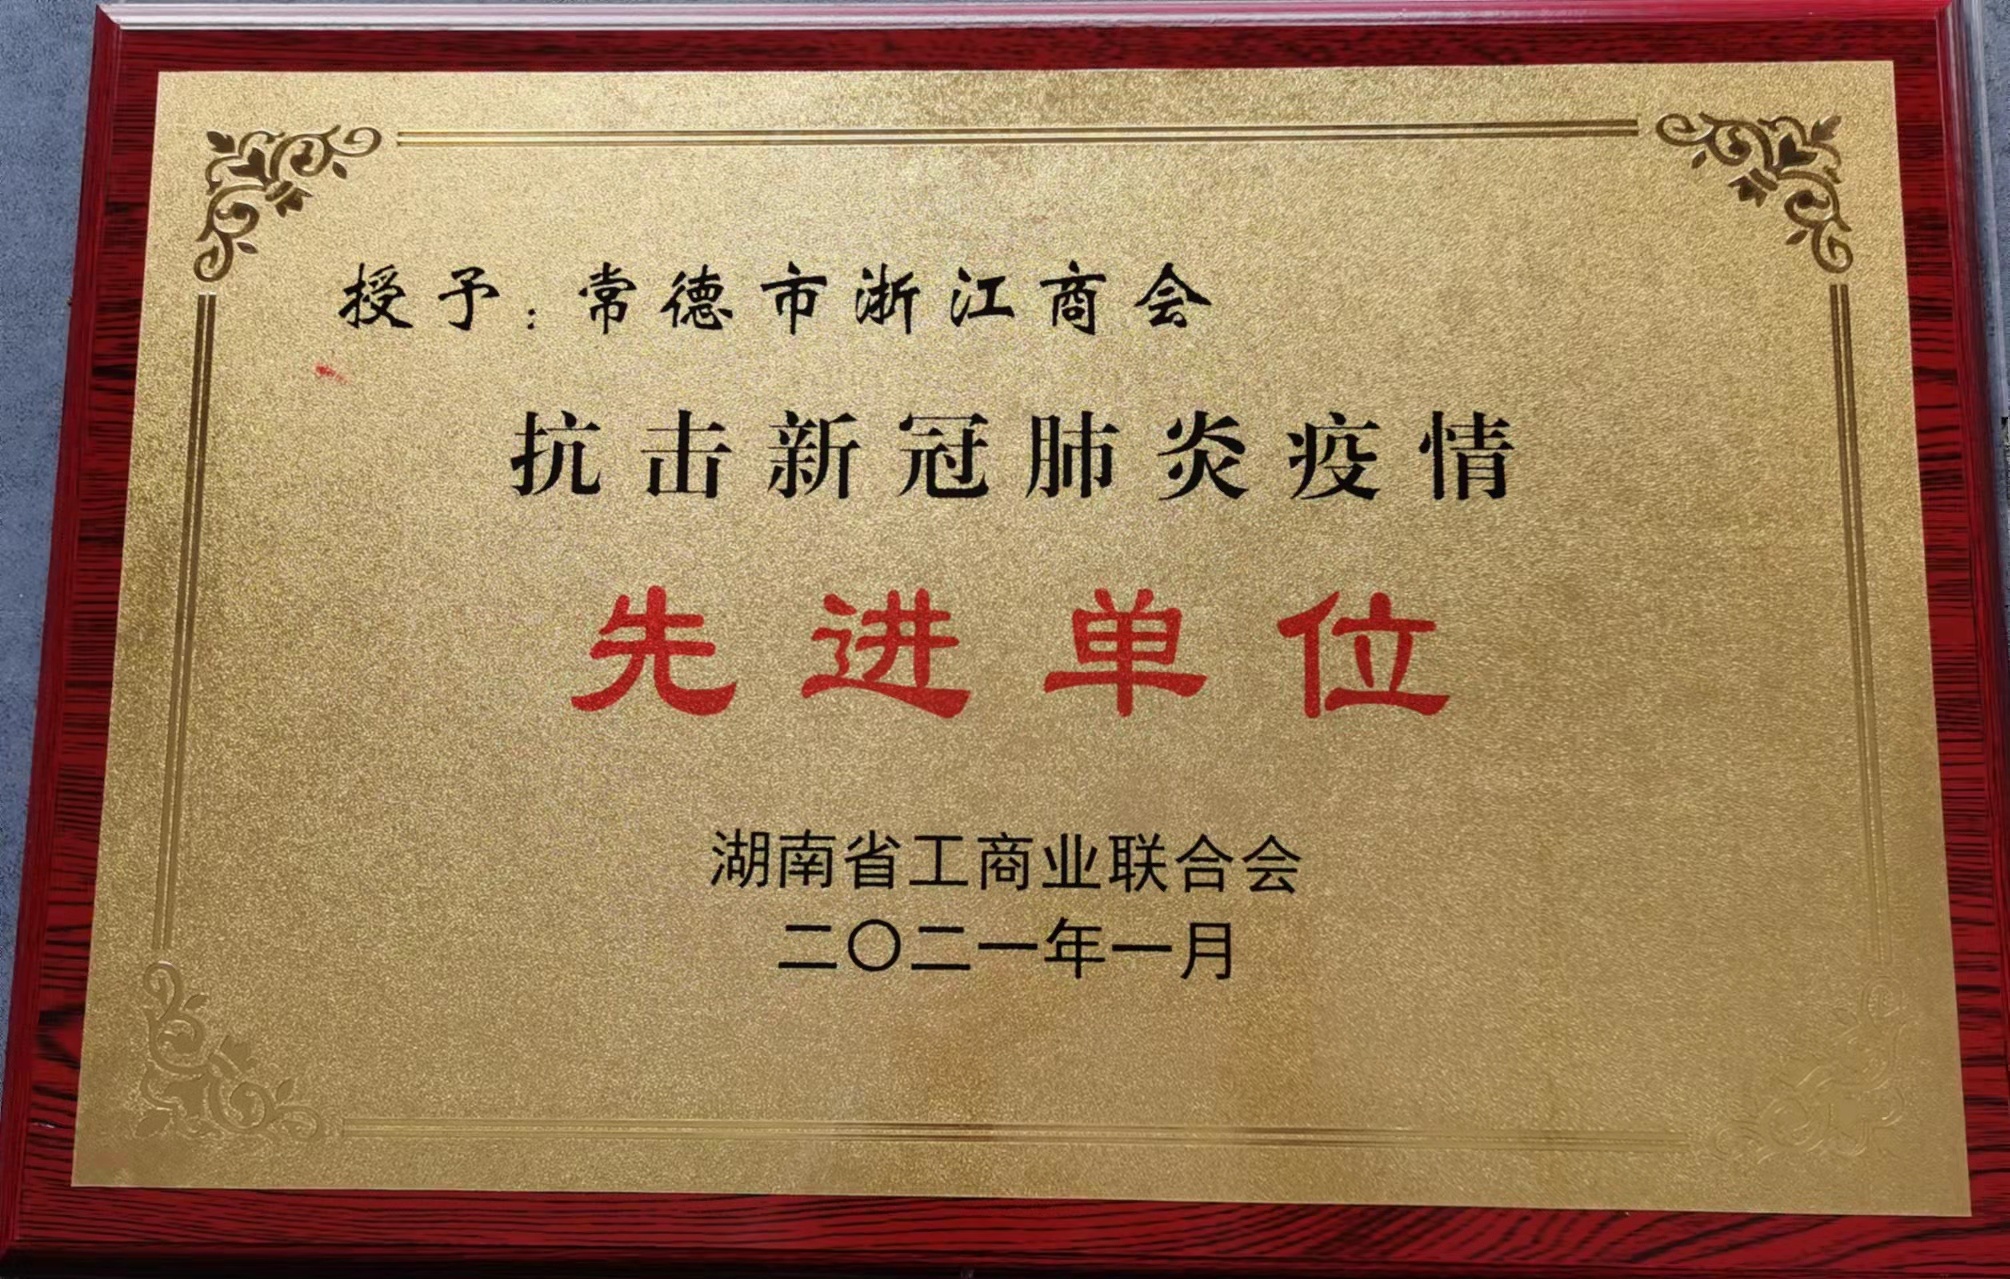 授予：常德市浙江商会
抗击新冠肺炎疫情
先进单位
湖南省工商业联合会
二〇二一年一月